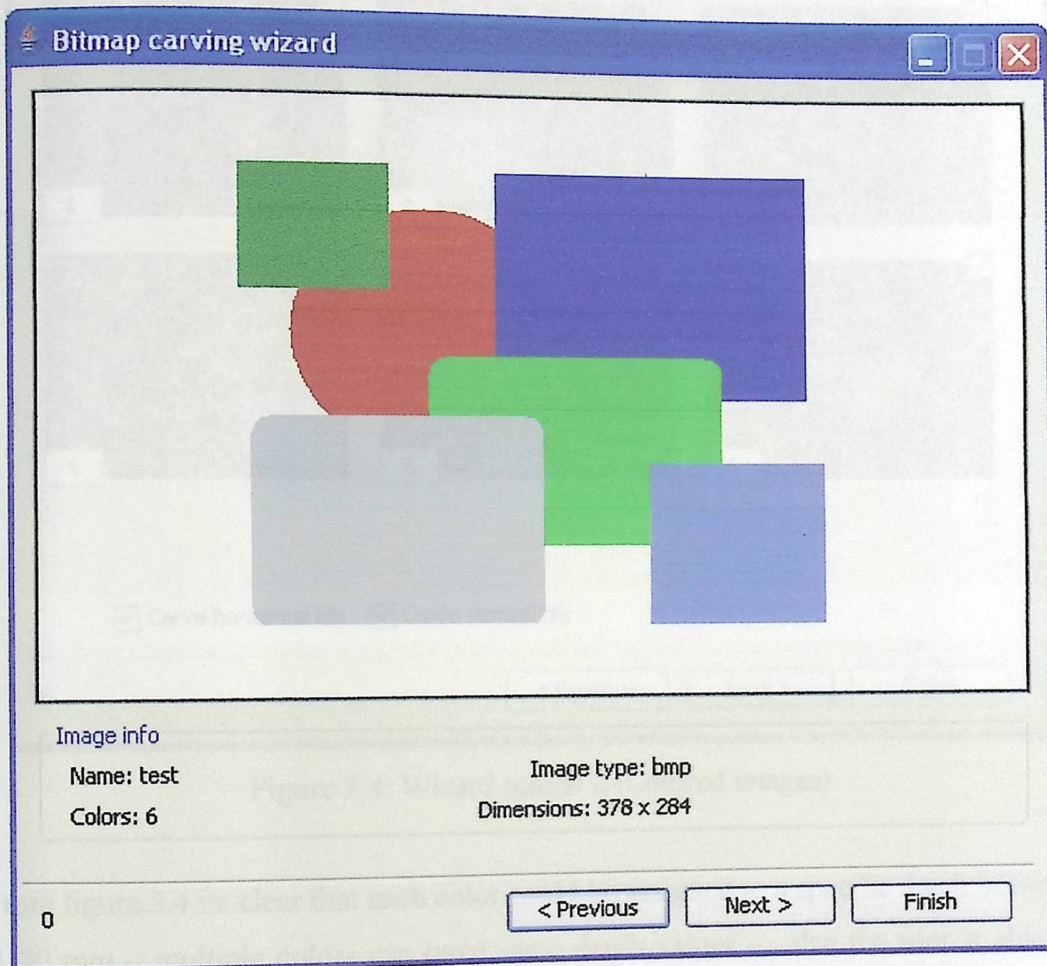 Bitmap carving wizard
Image info
Name: test
Image type: bmp
Colors: 6
Dimensions: 378 x 284
0
< Previous
Next >
Finish